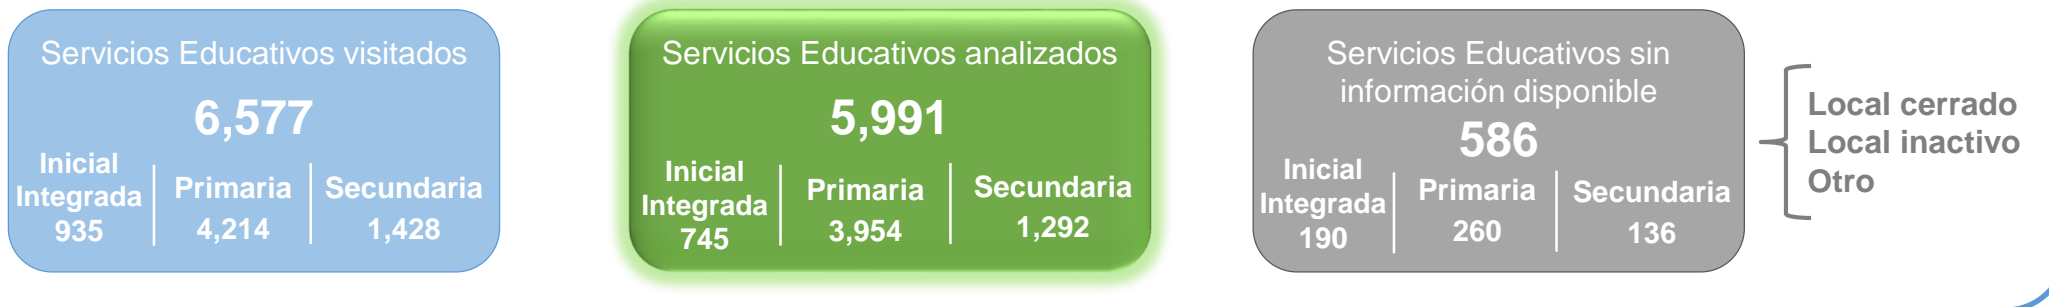 Servicios Educativos visitados
6,577
Inicial
Integrada
935
Primaria
4,214
Secundaria
1,428
Servicios Educativos analizados
5,991
Inicial
Integrada
745
Primaria
3,954
Secundaria
1,292
Servicios Educativos sin
información disponible
586
Inicial
Integrada
190
Primaria
260
Secundaria
136
Local cerrado
Local inactivo
Otro